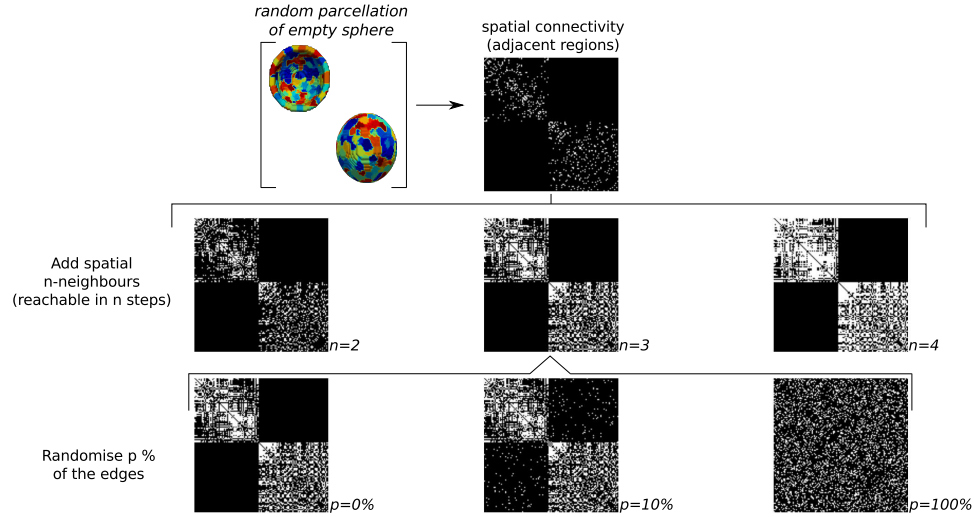 random parcellation
of empty sphere
spatial connectivity
(adjacent regions)
Add spatial
n-neighbours
(reachable in n steps)
n=2
n=3
n=4
Randomise p %
of the edges
p=0%
p=10%
p=100%